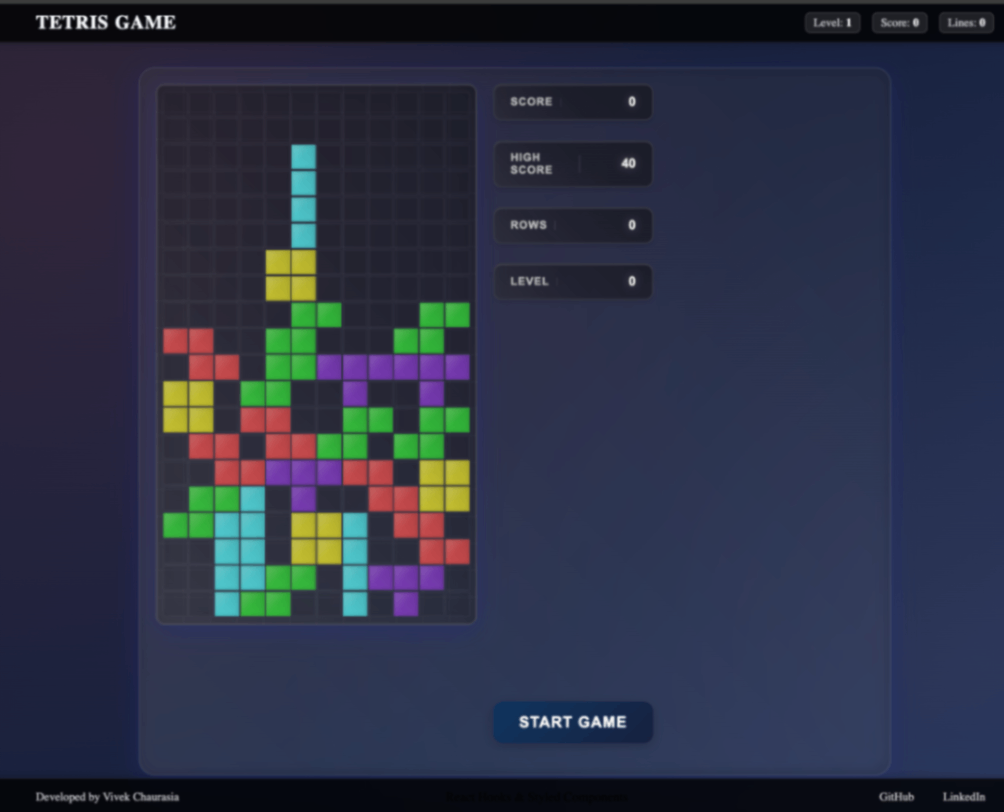 TETRIS GAME
Level: 1
Score: 0
Lines: 0
SCORE 0
HIGH
SCORE 40
ROWS 0
LEVEL 0
START GAME
Developed by Vivek Chaurasia
GitHub
LinkedIn